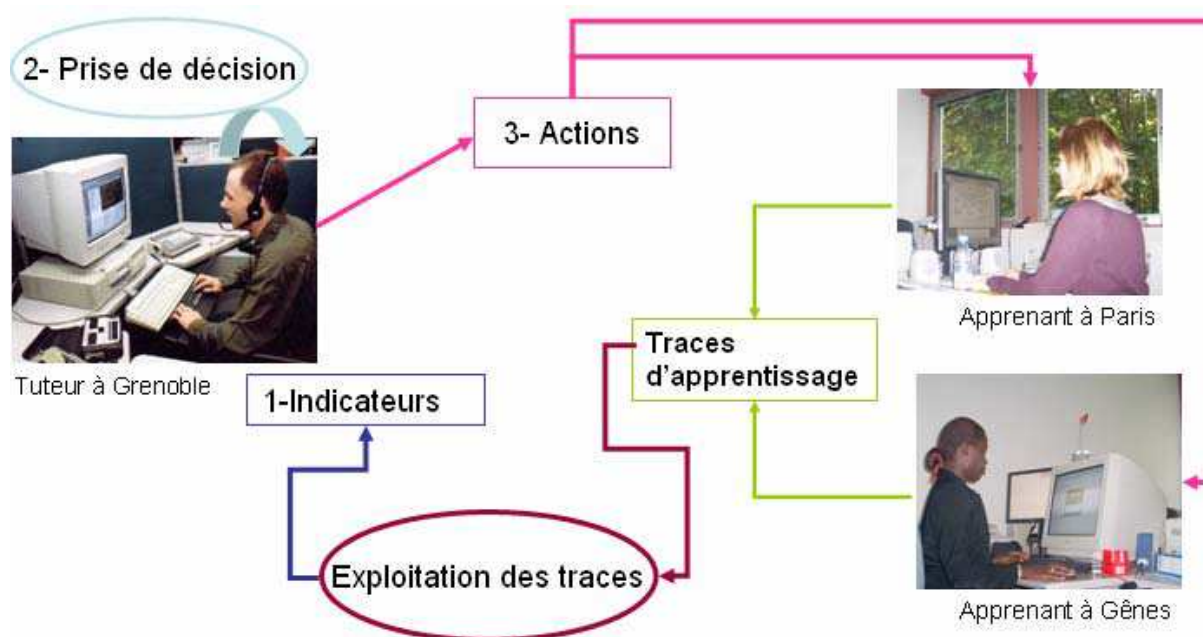 2- Prise de décision
3- Actions
Apprenant à Paris
Tuteur à Grenoble
Traces
d'apprentissage
1-Indicateurs
Exploitation des traces
Apprenant à Gênes